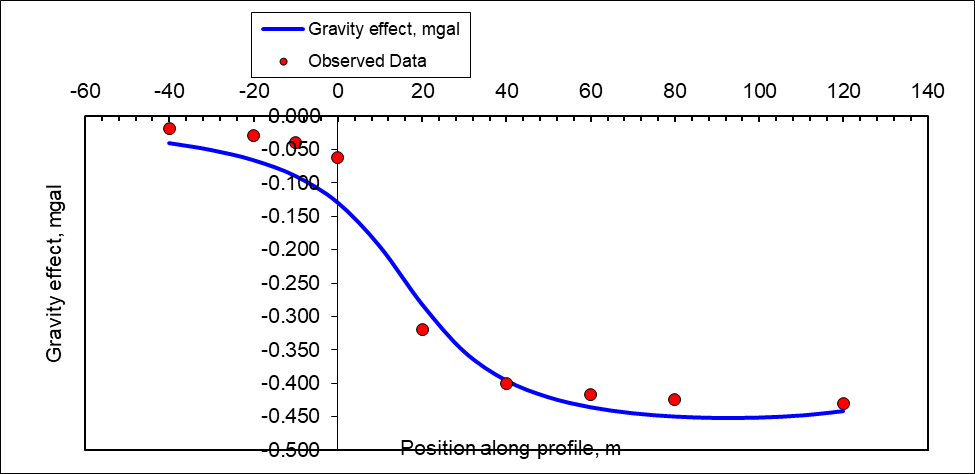 Gravity effect, mgal
Observed Data
-60 -40 -20 0 20 40 60 80 100 120 140
0.000
-0.050
-0.100
-0.150
-0.200
-0.250
-0.300
-0.350
-0.400
-0.450
-0.500
Gravity effect, mgal
Position along profile, m